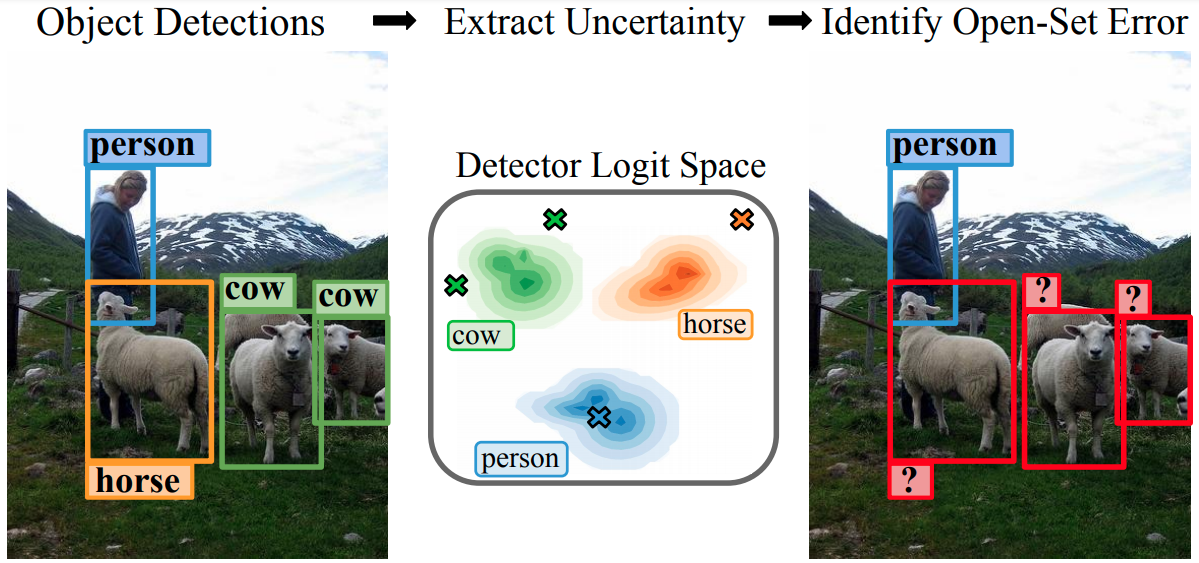 Object Detections → Extract Uncertainty → Identify Open-Set Error
person
cow
cow
horse
Detector Logit Space
cow
horse
person
person
?
?
?